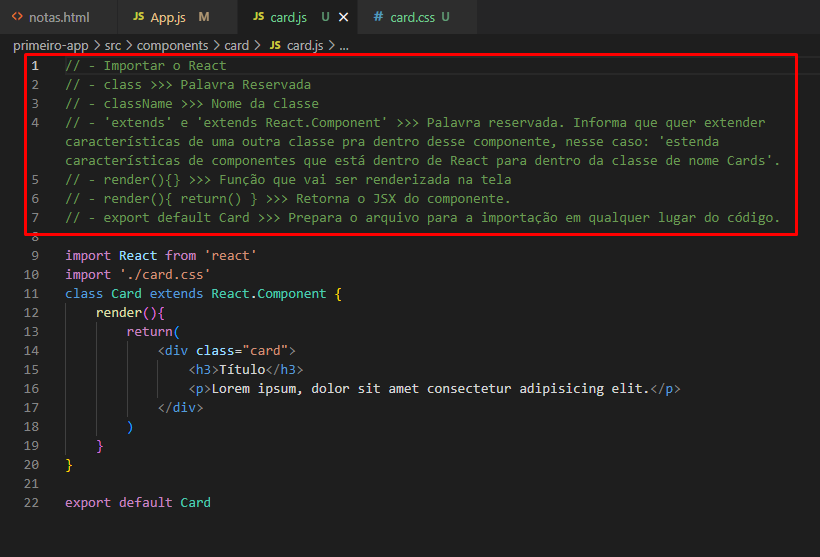 <> notas.html JS App.js M JS card.js U × # card.css U
primeiro-app > src > components > card > JS card.js > ...
1 // - Importar o React
2 // - class >>> Palavra Reservada
3 // - className >>> Nome da classe
4 // - 'extends' e 'extends React.Component' >>> Palavra reservada. Informa que quer extender
características de uma outra classe pra dentro desse componente, nesse caso: 'estenda
características de componentes que está dentro de React para dentro da classe de nome Cards'.
5 // - render(){} >>> Função que vai ser renderizada na tela
6 // - render(){ return() } >>> Retorna o JSX do componente.
7 // - export default Card >>> Prepara o arquivo para a importação em qualquer lugar do código.
8
9 import React from 'react'
10 import './card.css'
11 class Card extends React.Component {
12 render(){
13 return(
14 <div class="card">
15 <h3>Título</h3>
16 <p>Lorem ipsum, dolor sit amet consectetur adipisicing elit.</p>
17 </div>
18 )
19 }
20 }
21
22 export default Card